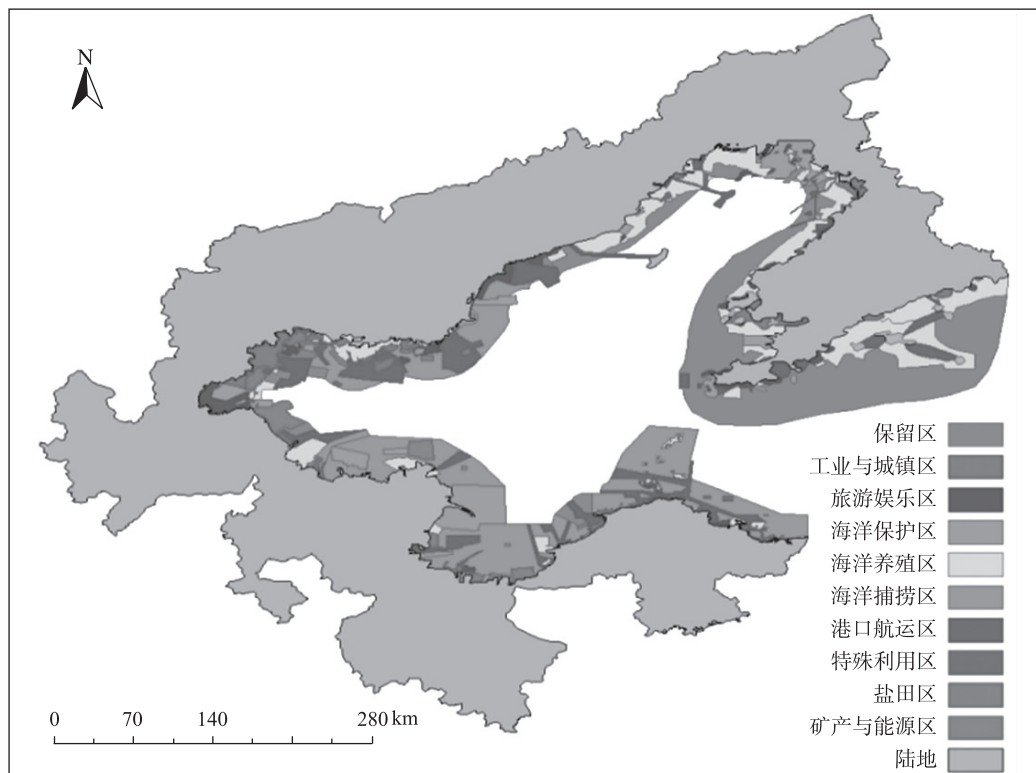 N
保留区
工业与城镇区
旅游娱乐区
海洋保护区
海洋养殖区
海洋捕捞区
港口航运区
特殊利用区
盐田区
矿产与能源区
陆地
0 70 140 280 km